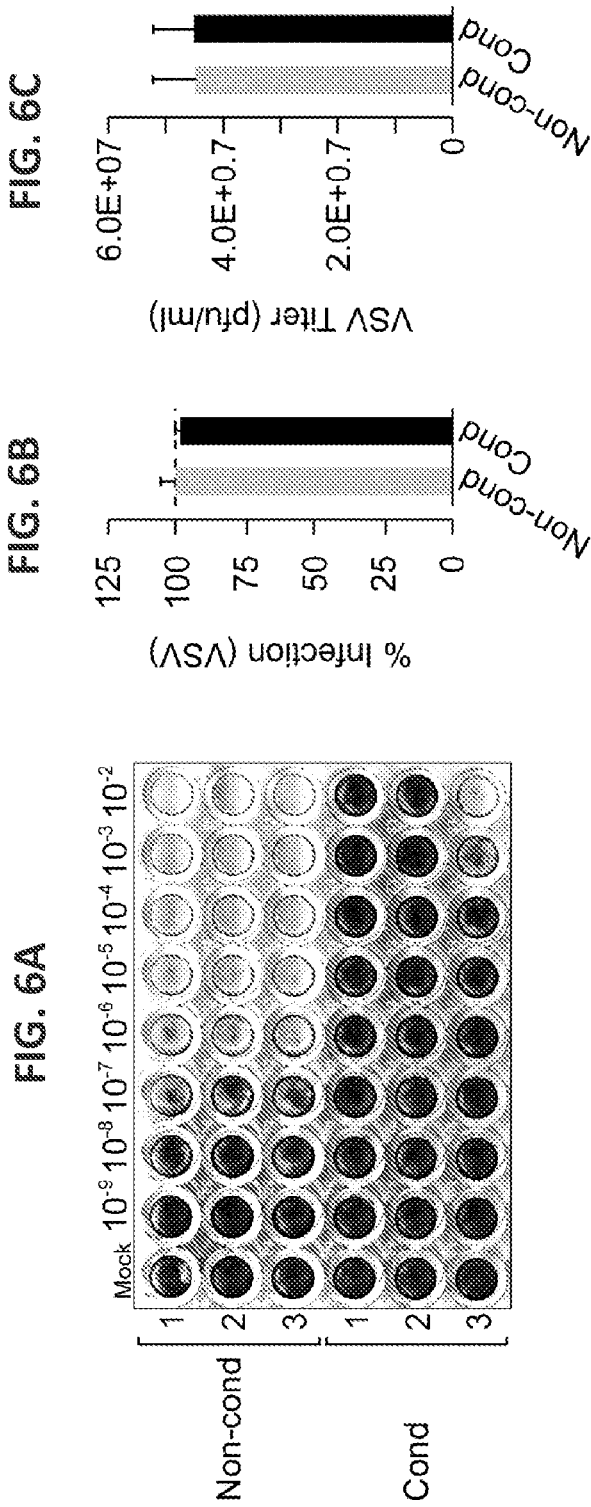 FIG. 6A
Mock 10-9 10-8 10-7 10-6 10-5 10-4 10-3 10-2
Non-cond
1
2
3
Cond
1
2
3
FIG. 6B
% Infection (VSV)
125
100
75
50
25
0
Non-cond
Cond
FIG. 6C
VSV Titer (pfu/ml)
6.0E+07
4.0E+0.7
2.0E+0.7
0
Non-cond
Cond